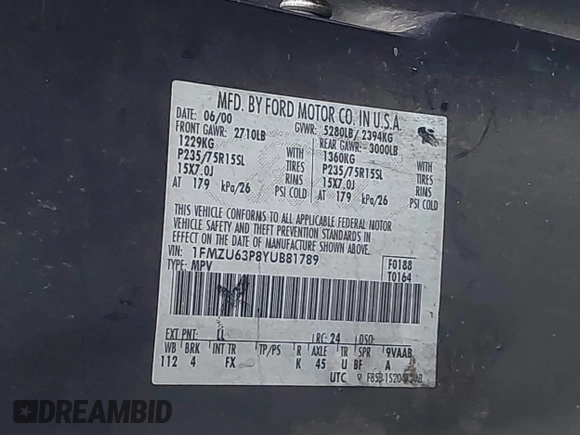 MFD. BY FORD MOTOR CO. IN U.S.A.
DATE: 06/00 GVWR: 5280LB/ 2394KG
FRONT GAWR: 2710LB REAR GAWR: 3000LB
1229KG WITH 1360KG WITH
P235/75R15SL TIRES P235/75R15SL TIRES
15X7.0J RIMS 15X7.0J RIMS
AT 179 kPa/26 PSI COLD AT 179 kPa/26 PSI COLD
THIS VEHICLE CONFORMS TO ALL APPLICABLE FEDERAL MOTOR
VEHICLE SAFETY AND THEFT PREVENTION STANDARDS IN
EFFECT ON THE DATE OF MANUFACTURE SHOWN ABOVE.
VIN: 1FMZU63P8YUB81789 F0188
TYPE: MPV T0164
EXT PNT: LL RC: 24 DSO:
WB BRK INT TR TP/PS R AXLE TR SPR 9VAAB
112 4 FX K 45 U BF A
UTC
DREAMBID